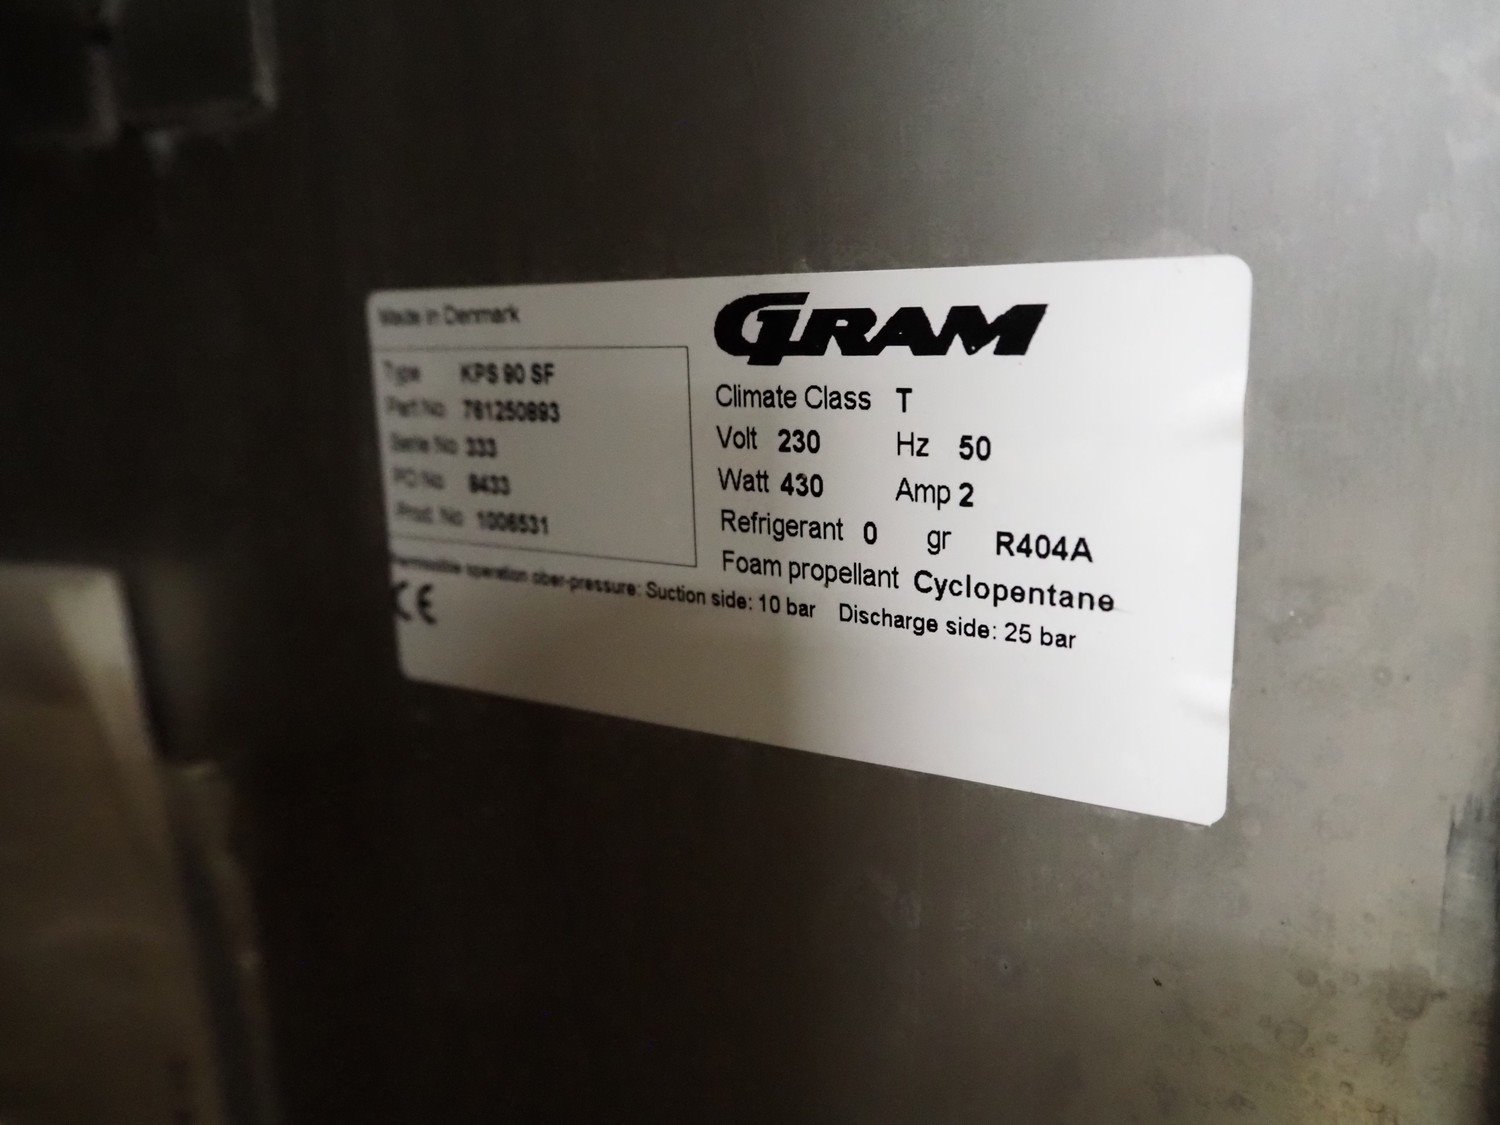 Made in Denmark
GRAM
Type KPS 90 SF
Part No 761250893
Serie No 333
PO No 8433
Prod. No 1006531
Climate Class T
Volt 230 Hz 50
Watt 430 Amp 2
Refrigerant 0 gr R404A
Foam propellant Cyclopentane
Permissible operation ober-pressure: Suction side: 10 bar Discharge side: 25 bar
CE